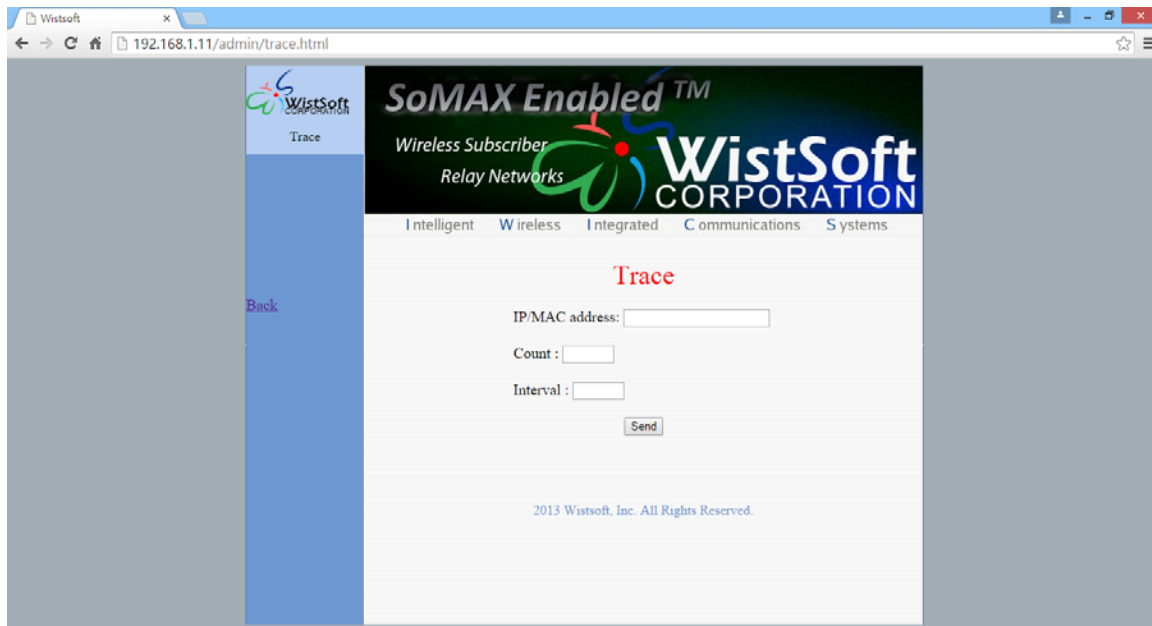 Wistsoft
192.168.1.11/admin/trace.html
WistSoft
CORPORATION
Trace
SoMAX Enabled TM
Wireless Subscriber
Relay Networks
WistSoft
CORPORATION
Intelligent Wireless Integrated Communications Systems
Trace
Back
IP/MAC address:
Count :
Interval :
Send
2013 Wistsoft, Inc. All Rights Reserved.